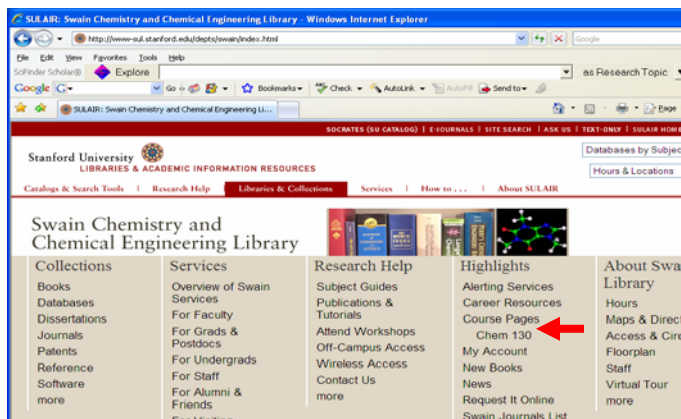 SULAIR: Swain Chemistry and Chemical Engineering Library - Windows Internet Explorer
http://www-sul.stanford.edu/depts/swain/index.html
Google
File Edit View Favorites Tools Help
SciFinder Scholar® Explore as Research Topic
Google G Go Bookmarks Check AutoLink AutoFill Send to
SULAIR: Swain Chemistry and Chemical Engineering Li... Page
SOCRATES (SU CATALOG) | E-JOURNALS | SITE SEARCH | ASK US | TEXT-ONLY | SULAIR HOME
Stanford University
LIBRARIES & ACADEMIC INFORMATION RESOURCES
Databases by Subjec
Hours & Locations
Catalogs & Search Tools | Research Help | Libraries & Collections Services | How to . . . | About SULAIR
Swain Chemistry and
Chemical Engineering Library
Collections
Books
Databases
Dissertations
Journals
Patents
Reference
Software
more
Services
Overview of Swain
Services
For Faculty
For Grads &
Postdocs
For Undergrads
For Staff
For Alumni &
Friends
For Visiting
Research Help
Subject Guides
Publications &
Tutorials
Attend Workshops
Off-Campus Access
Wireless Access
Contact Us
more
Highlights
Alerting Services
Career Resources
Course Pages
Chem 130
My Account
New Books
News
Request It Online
Swain Journals List
About Swa
Library
Hours
Maps & Direct
Access & Circ
Floorplan
Staff
Virtual Tour
more